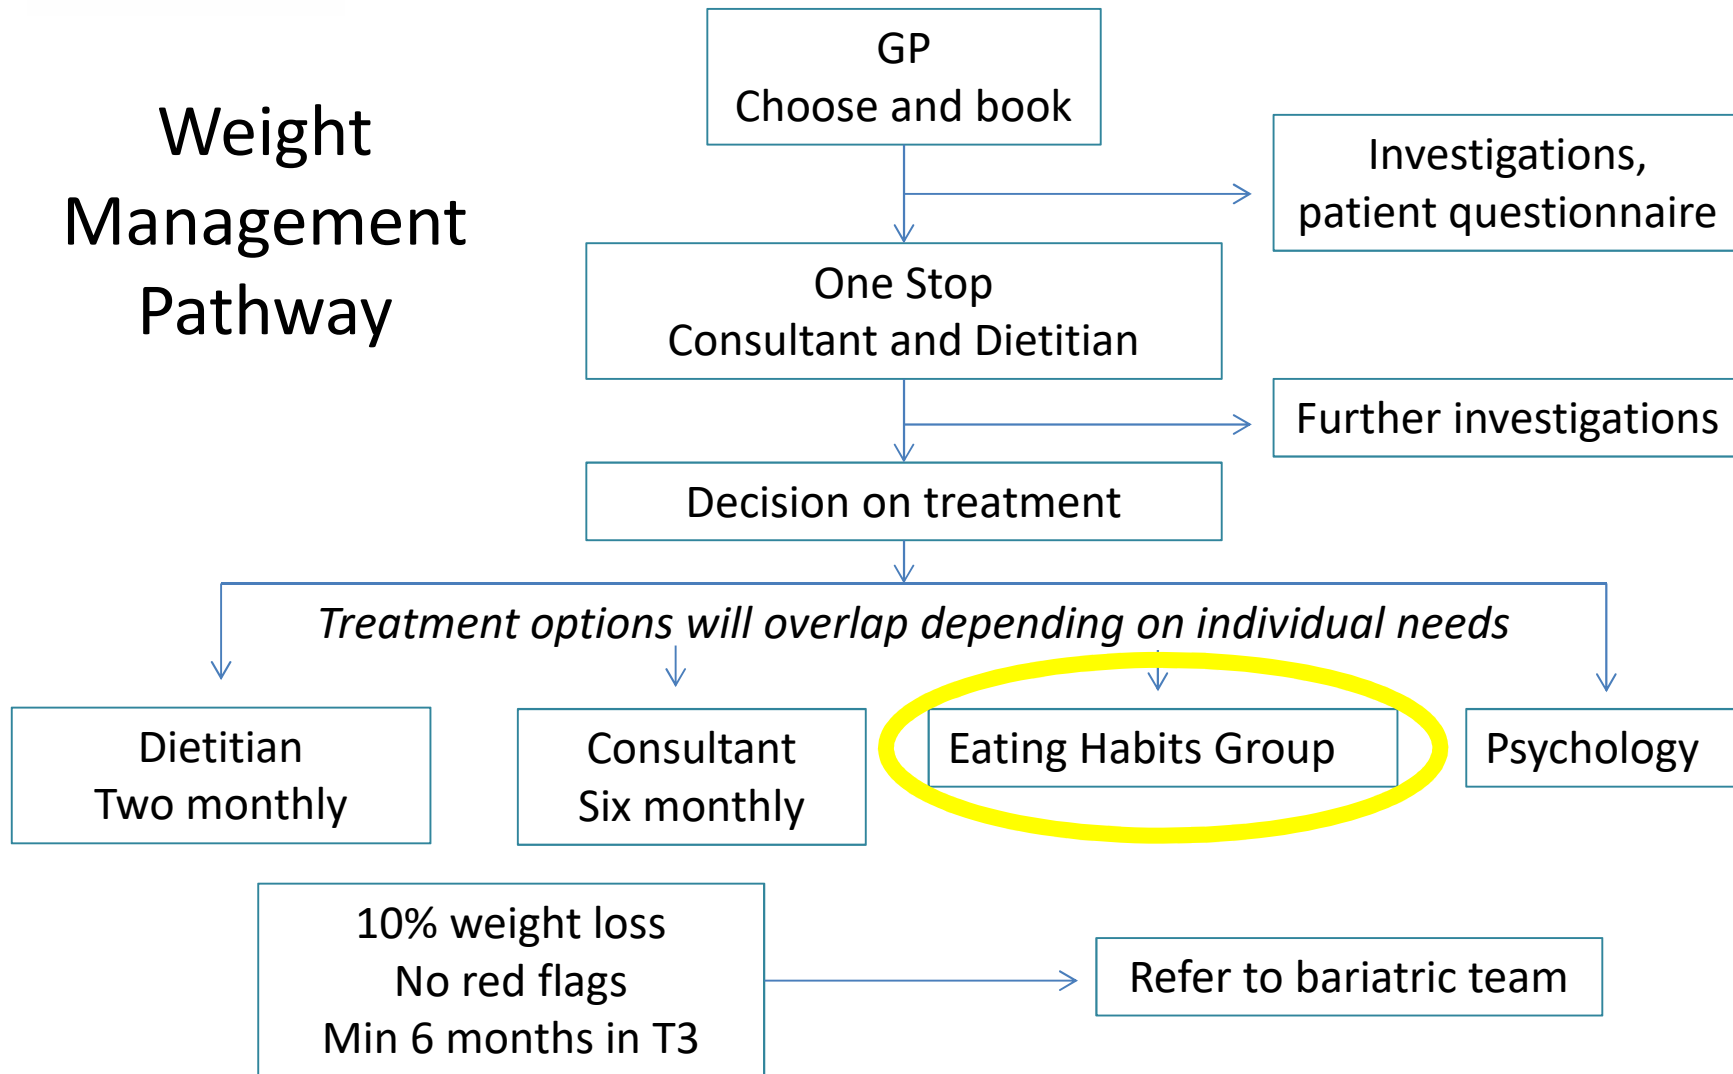 Weight
Management
Pathway
GP
Choose and book
Investigations,
patient questionnaire
One Stop
Consultant and Dietitian
Further investigations
Decision on treatment
Treatment options will overlap depending on individual needs
Dietitian
Two monthly
Consultant
Six monthly
Eating Habits Group
Psychology
10% weight loss
No red flags
Min 6 months in T3
Refer to bariatric team